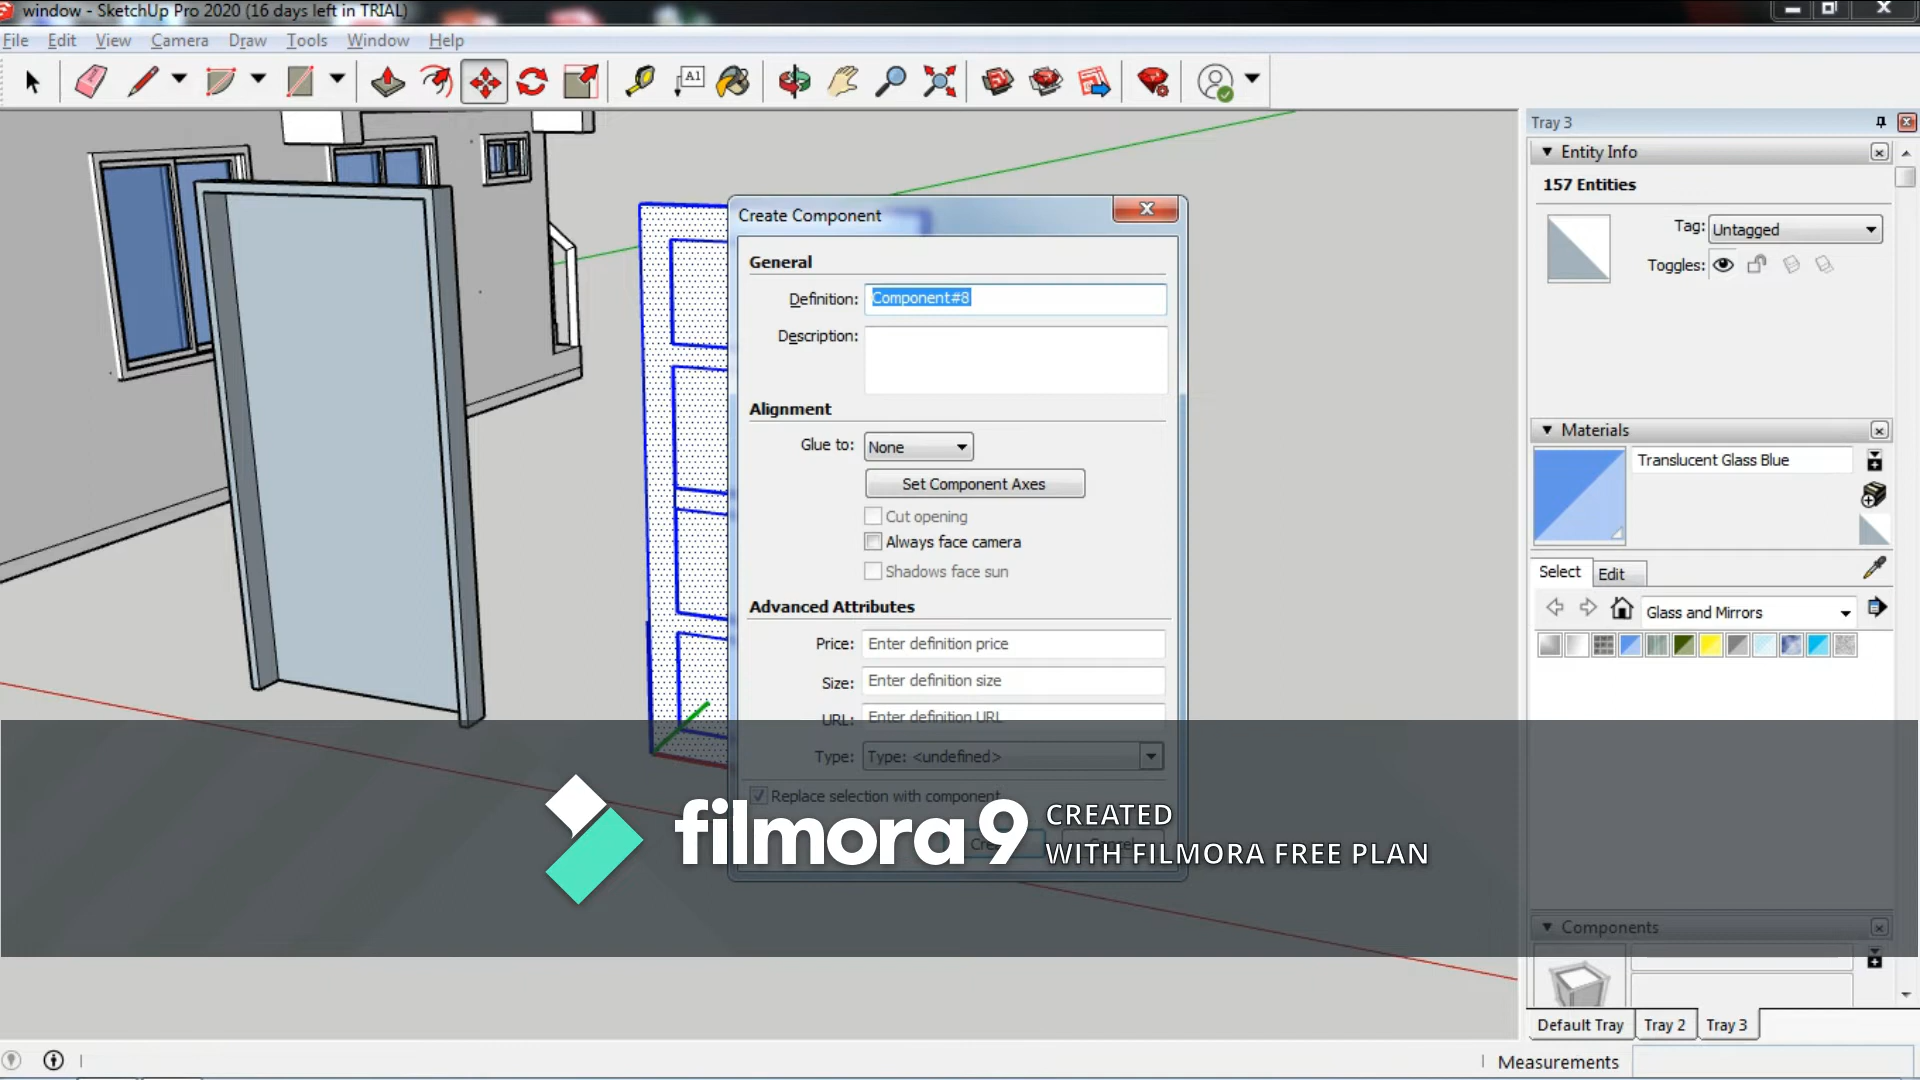 window - SketchUp Pro 2020 (16 days left in TRIAL)
File Edit View Camera Draw Tools Window Help
A1
Tray 3
Entity Info
157 Entities
Tag: Untagged
Toggles:
Create Component
General
Definition: Component#8
Description:
Alignment
Glue to: None
Set Component Axes
Cut opening
Always face camera
Shadows face sun
Advanced Attributes
Price: Enter definition price
Size: Enter definition size
URL: Enter definition URL
Type: Type: <undefined>
Replace selection with component
Materials
Translucent Glass Blue
Select Edit
Glass and Mirrors
filmora9 CREATED
WITH FILMORA FREE PLAN
Components
Default Tray Tray 2 Tray 3
Measurements